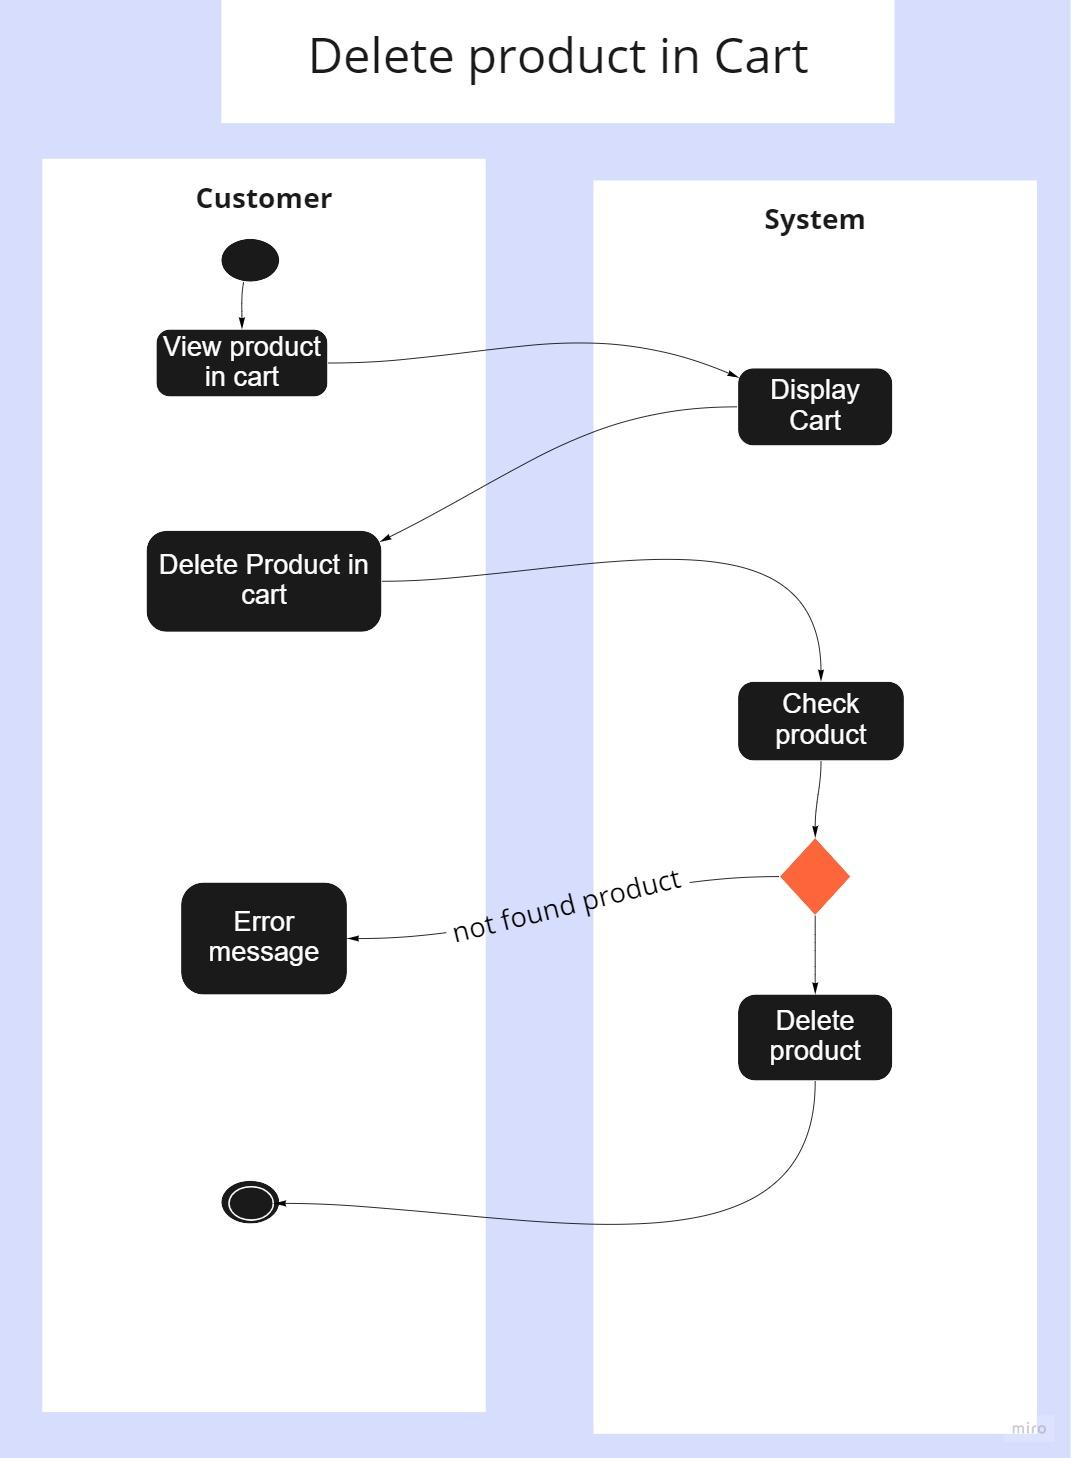 Delete product in Cart
Customer
System
View product
in cart
Display
Cart
Delete Product in
cart
Check
product
not found product
Error
message
Delete
product
miro